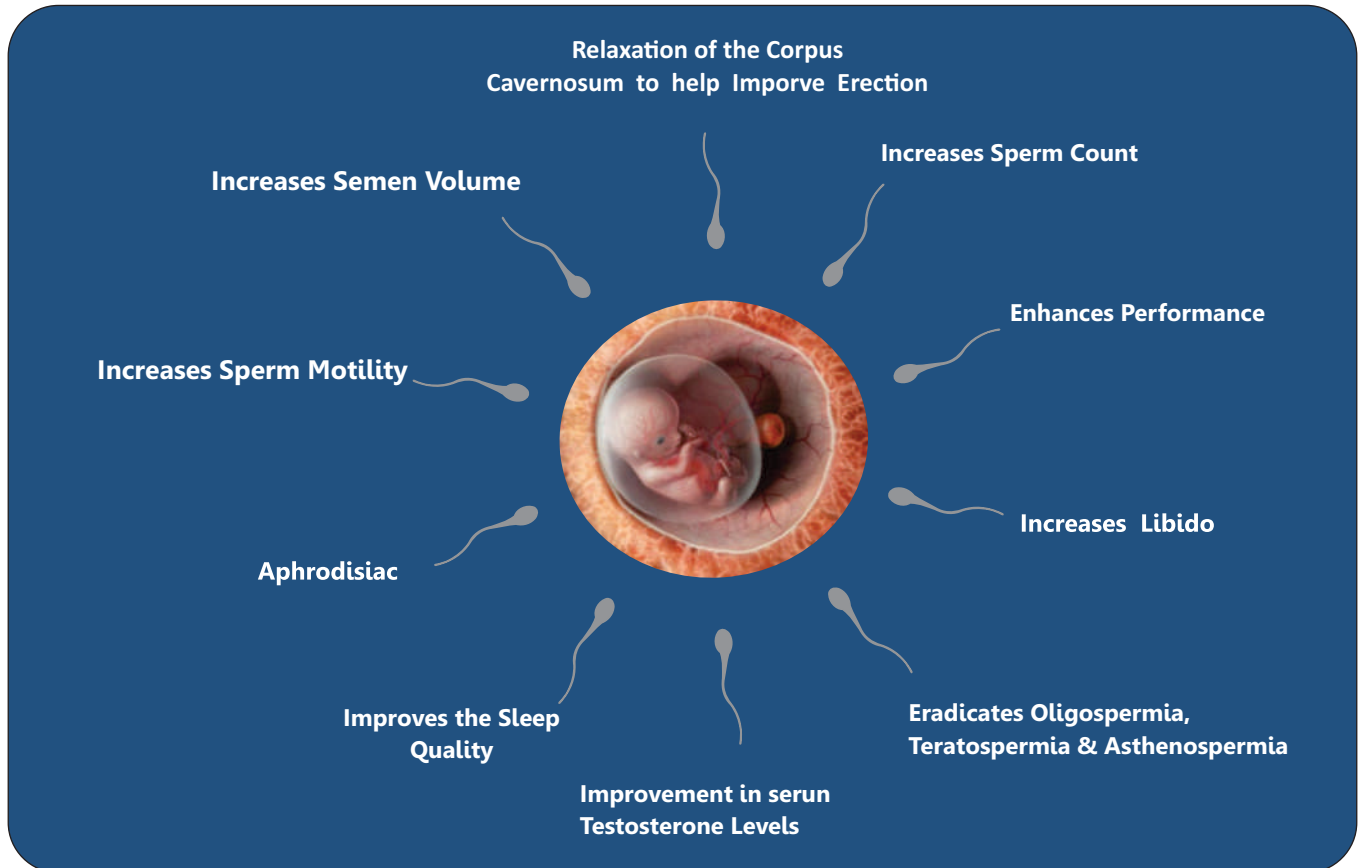 Relaxation of the Corpus
Cavernosum to help Imporve Erection
Increases Sperm Count
Increases Semen Volume
Enhances Performance
Increases Sperm Motility
Increases Libido
Aphrodisiac
Improves the Sleep
Quality
Eradicates Oligospermia,
Teratospermia & Asthenospermia
Improvement in serun
Testosterone Levels